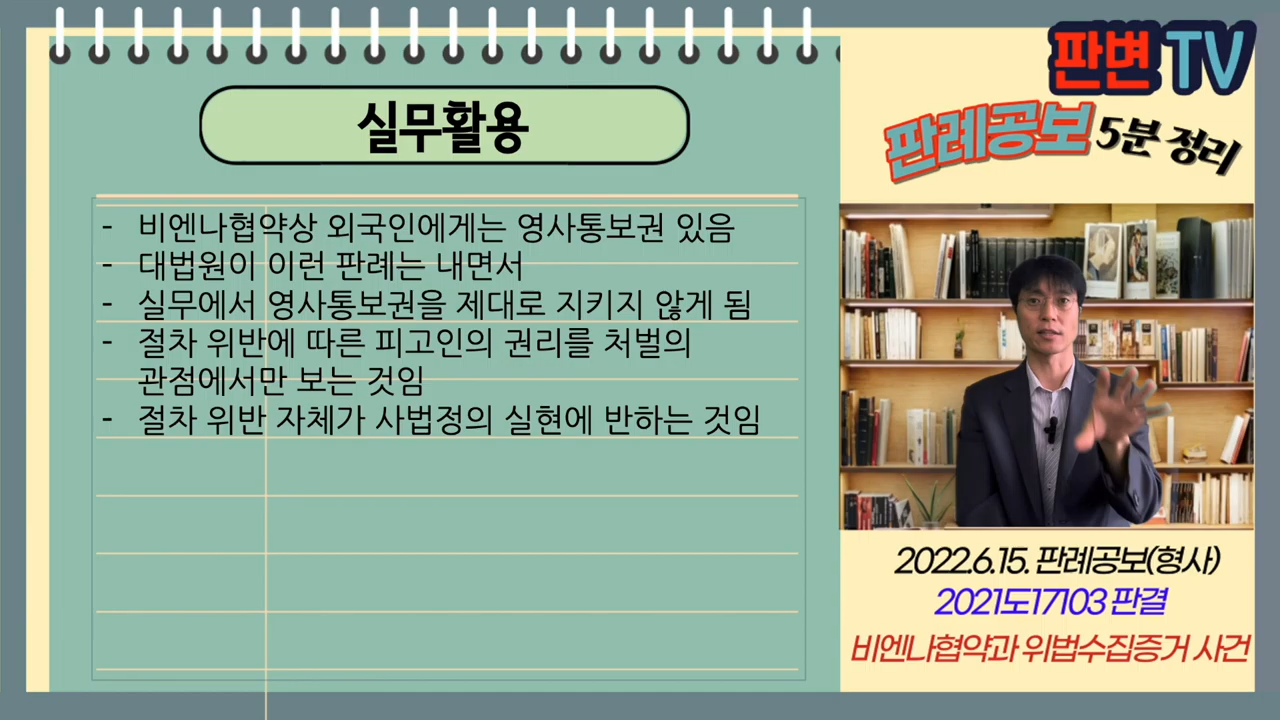 실무활용
- 비엔나협약상 외국인에게는 영사통보권 있음
- 대법원이 이런 판례는 내면서
- 실무에서 영사통보권을 제대로 지키지 않게 됨
- 절차 위반에 따른 피고인의 권리를 처벌의
관점에서만 보는 것임
- 절차 위반 자체가 사법정의 실현에 반하는 것임
판변 TV
판례공보 5분 정리
2022.6.15. 판례공보(형사)
2021도17103 판결
비엔나협약과 위법수집증거 사건